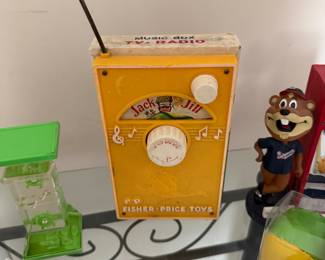 MUSIC BOX
TV-RADIO
Jack Jill
FISHER-PRICE TOYS